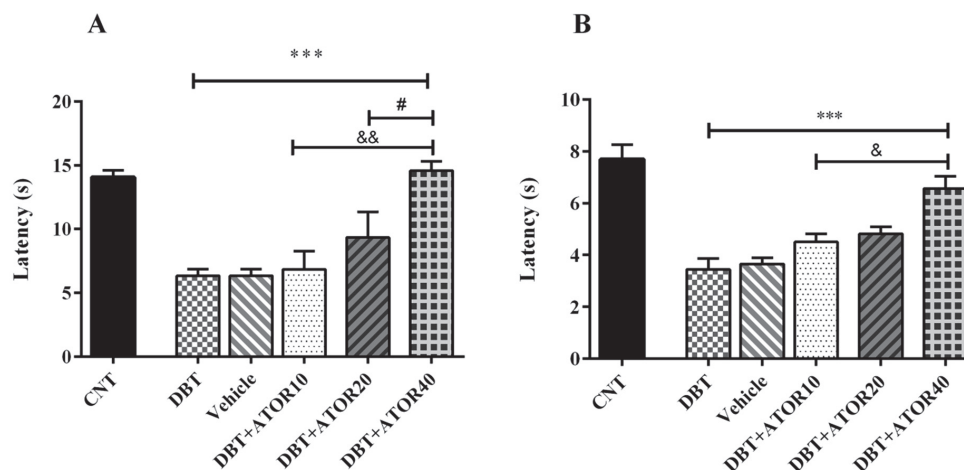 A
***
#
&&
Latency (s)
20
15
10
5
0
CNT
DBT
Vehicle
DBT+ATOR10
DBT+ATOR20
DBT+ATOR40
B
***
&
Latency (s)
10
8
6
4
2
0
CNT
DBT
Vehicle
DBT+ATOR10
DBT+ATOR20
DBT+ATOR40